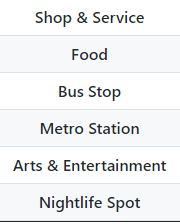 Shop & Service
Food
Bus Stop
Metro Station
Arts & Entertainment
Nightlife Spot